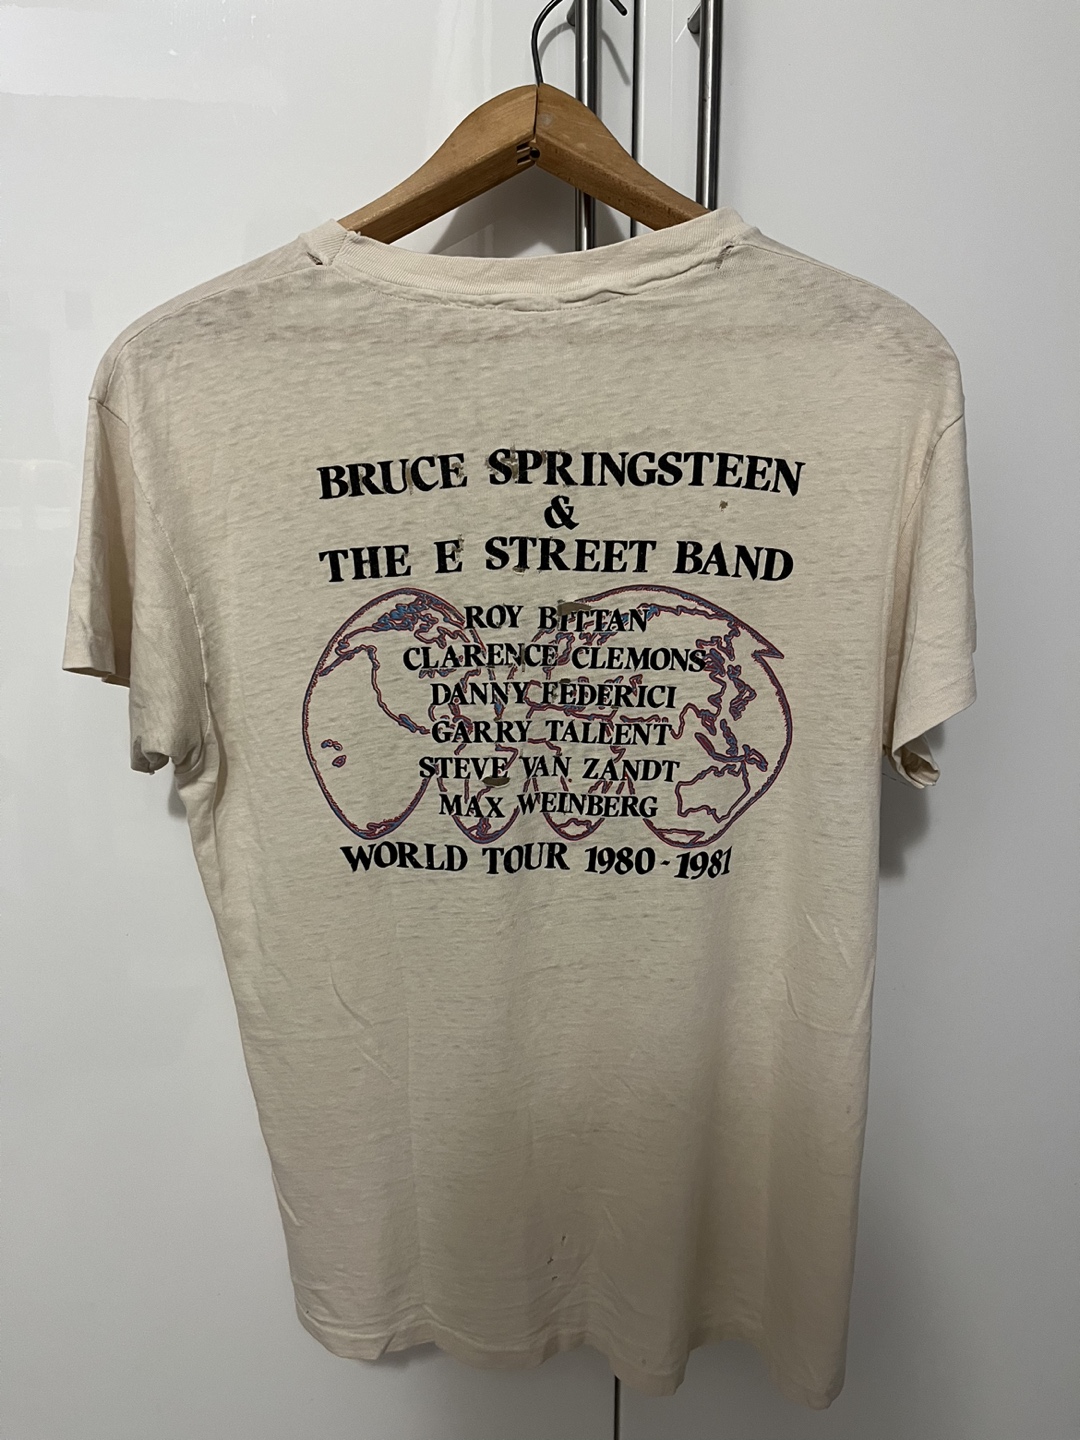 BRUCE SPRINGSTEEN
&
THE E STREET BAND
ROY BITTAN
CLARENCE CLEMONS
DANNY FEDERICI
GARRY TALLENT
STEVE VAN ZANDT
MAX WEINBERG
WORLD TOUR 1980-1981